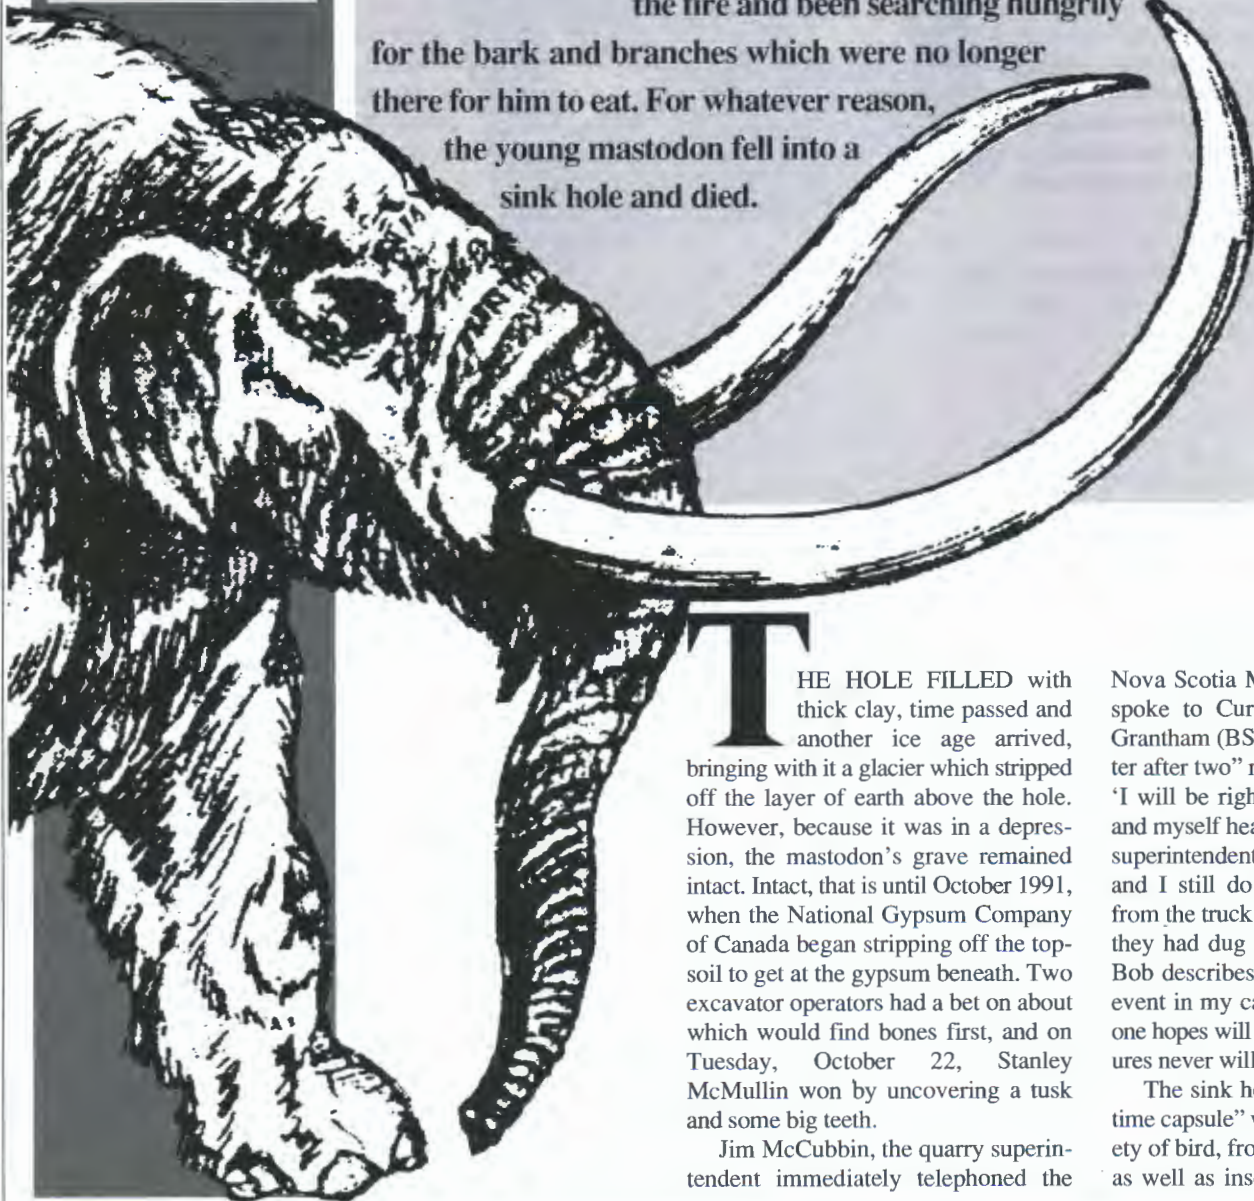 the fire and been searching hungrily
for the bark and branches which were no longer
there for him to eat. For whatever reason,
the young mastodon fell into a
sink hole and died.
THE HOLE FILLED with
thick clay, time passed and
another ice age arrived,
bringing with it a glacier which stripped
off the layer of earth above the hole.
However, because it was in a depres-
sion, the mastodon's grave remained
intact. Intact, that is until October 1991,
when the National Gypsum Company
of Canada began stripping off the top-
soil to get at the gypsum beneath. Two
excavator operators had a bet on about
which would find bones first, and on
Tuesday, October 22, Stanley
McMullin won by uncovering a tusk
and some big teeth.
Jim McCubbin, the quarry superin-
tendent immediately telephoned the
Nova Scotia M
spoke to Cur
Grantham (BS
ter after two” r
‘I will be righ
and myself hea
superintendent
and I still do
from the truck
they had dug
Bob describes
event in my ca
one hopes will
ures never will
The sink h
time capsule” v
ety of bird, fro
as well as ins